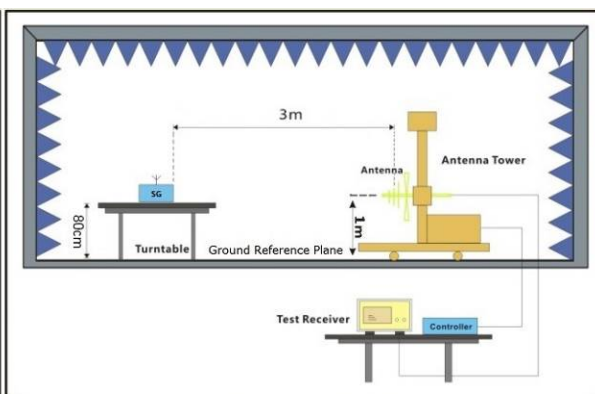 3m
Antenna
Antenna Tower
SG
80cm
1m
Turntable
Ground Reference Plane
Test Receiver
Controller